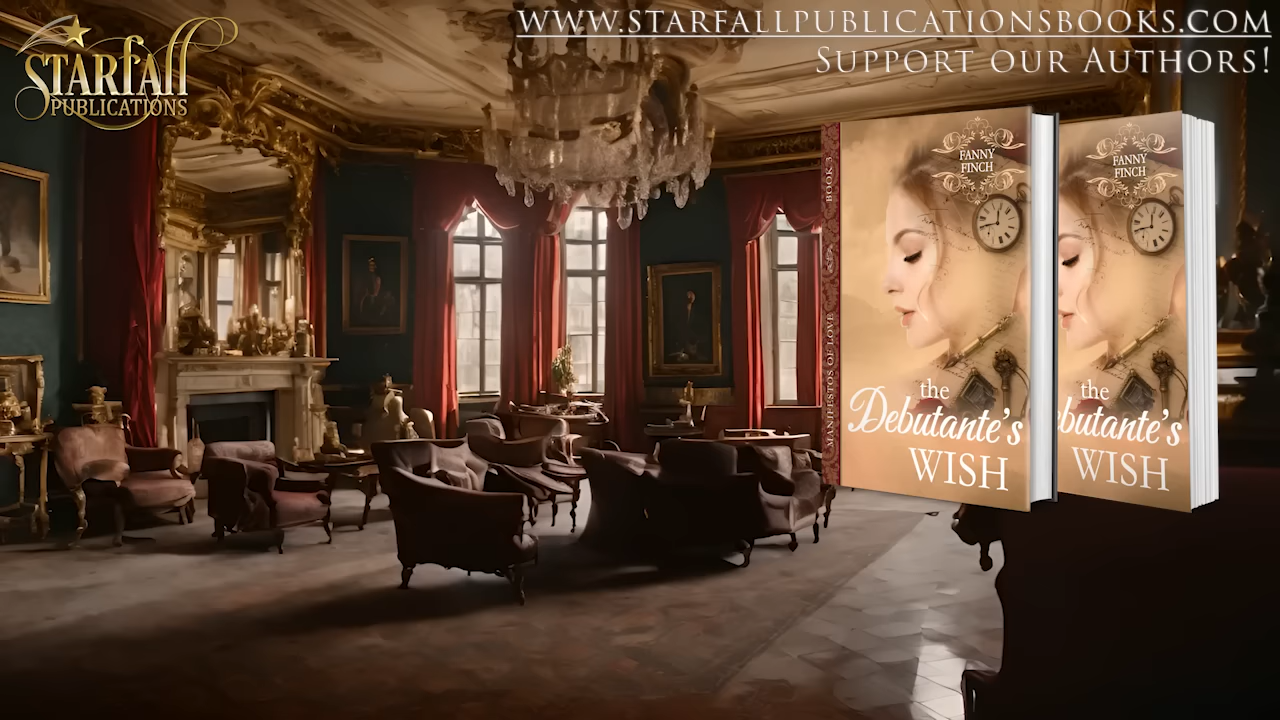 STARfall
PUBLICATIONS
WWW.STARFALLPUBLICATIONSBOOKS.COM
SUPPORT OUR AUTHORS!
BOOK 3
MANIFESTOS OF LOVE
FANNY
FINCH
the
Debutante's
WISH
FANNY
FINCH
the
ebutante's
WISH